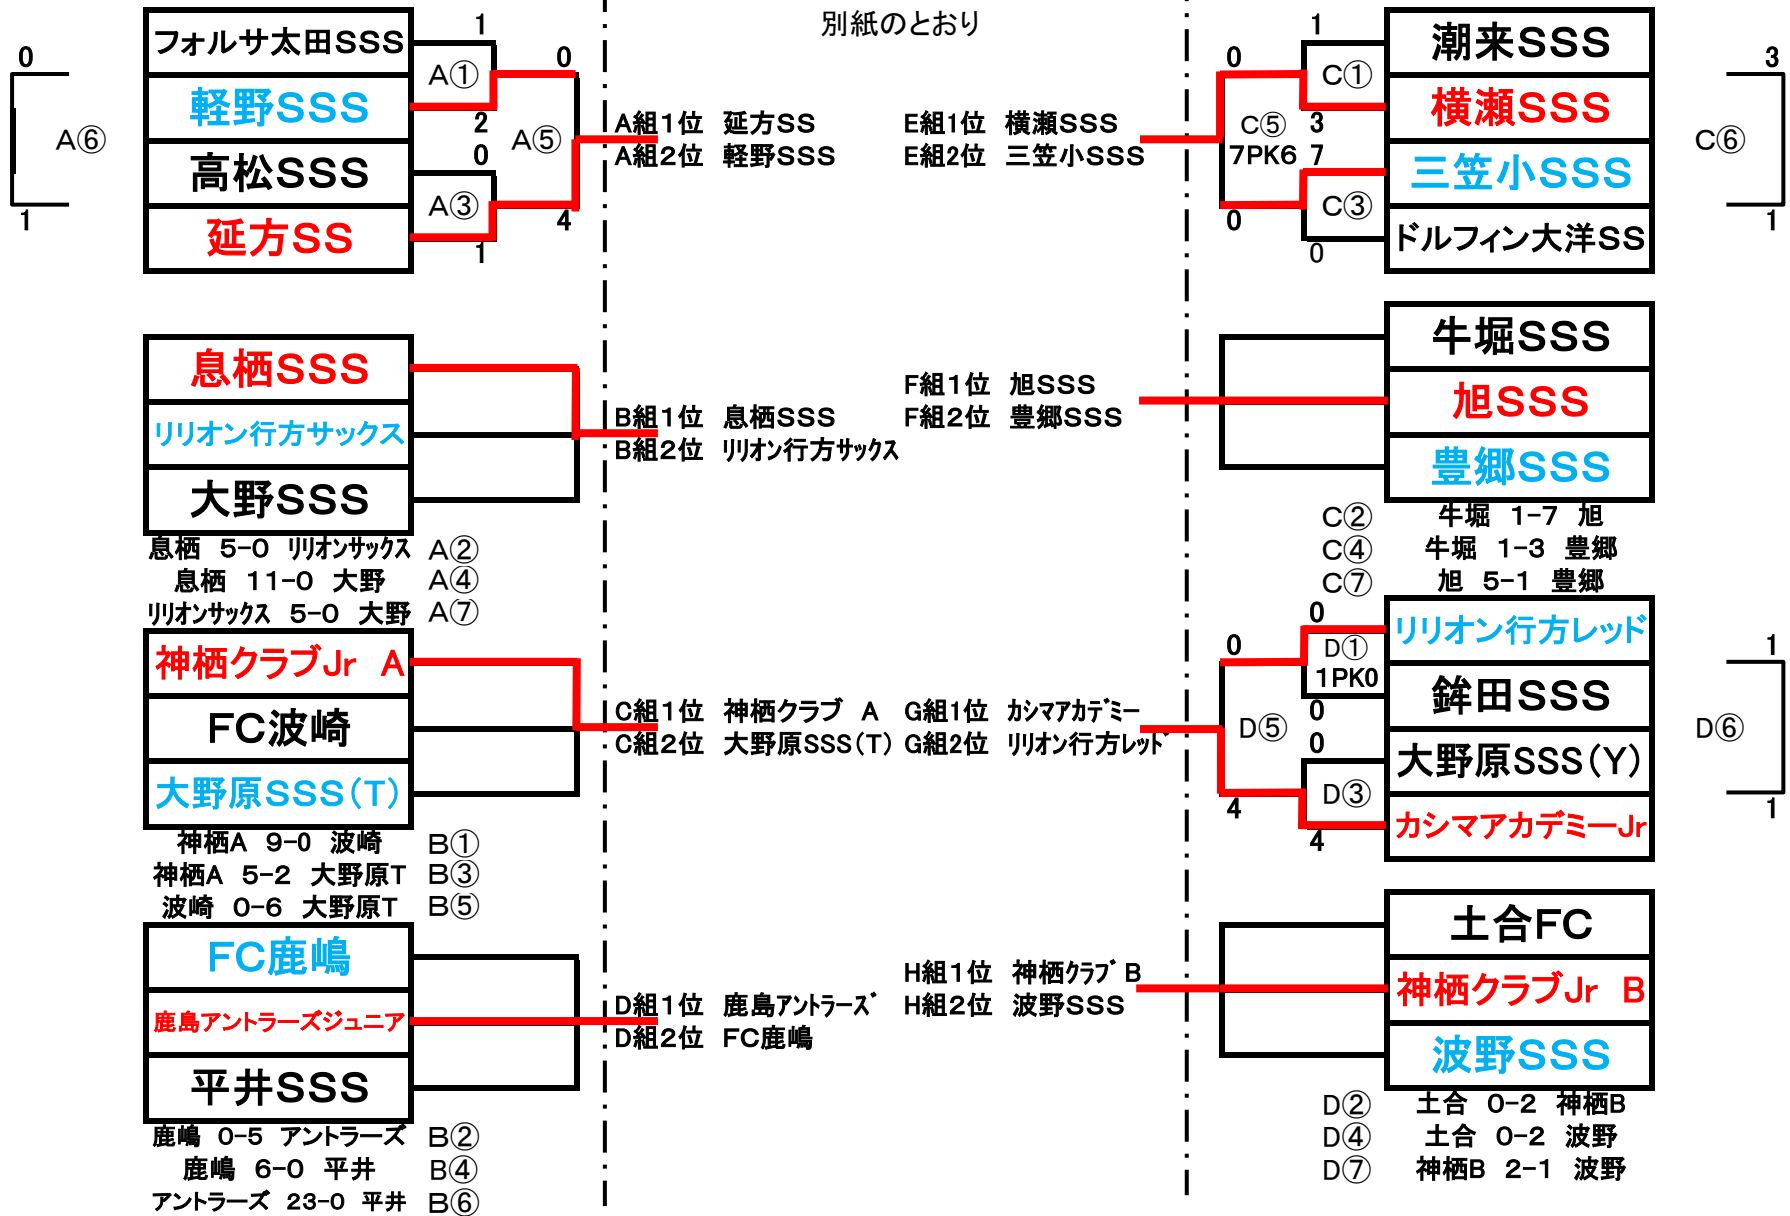 別紙のとおり
0
A⑥
1
フォルサ太田SSS
軽野SSS
高松SSS
延方SS
1
A①
2
0
A③
1
0
A⑤
4
A組1位 延方SS
A組2位 軽野SSS
E組1位 横瀬SSS
E組2位 三笠小SSS
0
C⑤
7PK6
0
1
C①
3
7
C③
0
潮来SSS
横瀬SSS
三笠小SSS
ドルフィン大洋SS
3
C⑥
1
息栖SSS
リリオン行方サックス
大野SSS
息栖 5-0 リリオンサックス A②
息栖 11-0 大野 A④
リリオンサックス 5-0 大野 A⑦
B組1位 息栖SSS
B組2位 リリオン行方サックス
F組1位 旭SSS
F組2位 豊郷SSS
牛堀SSS
旭SSS
豊郷SSS
C② 牛堀 1-7 旭
C④ 牛堀 1-3 豊郷
C⑦ 旭 5-1 豊郷
神栖クラブJr A
FC波崎
大野原SSS(T)
神栖A 9-0 波崎 B①
神栖A 5-2 大野原T B③
波崎 0-6 大野原T B⑤
C組1位 神栖クラブ A
C組2位 大野原SSS(T)
G組1位 カシマアカデミー
G組2位 リリオン行方レッド
0
D⑤
4
0
D①
1PK0
0
0
D③
4
リリオン行方レッド
鉾田SSS
大野原SSS(Y)
カシマアカデミーJr
1
D⑥
1
FC鹿嶋
鹿島アントラーズジュニア
平井SSS
鹿嶋 0-5 アントラーズ B②
鹿嶋 6-0 平井 B④
アントラーズ 23-0 平井 B⑥
D組1位 鹿島アントラーズ
D組2位 FC鹿嶋
H組1位 神栖クラブ B
H組2位 波野SSS
土合FC
神栖クラブJr B
波野SSS
D② 土合 0-2 神栖B
D④ 土合 0-2 波野
D⑦ 神栖B 2-1 波野